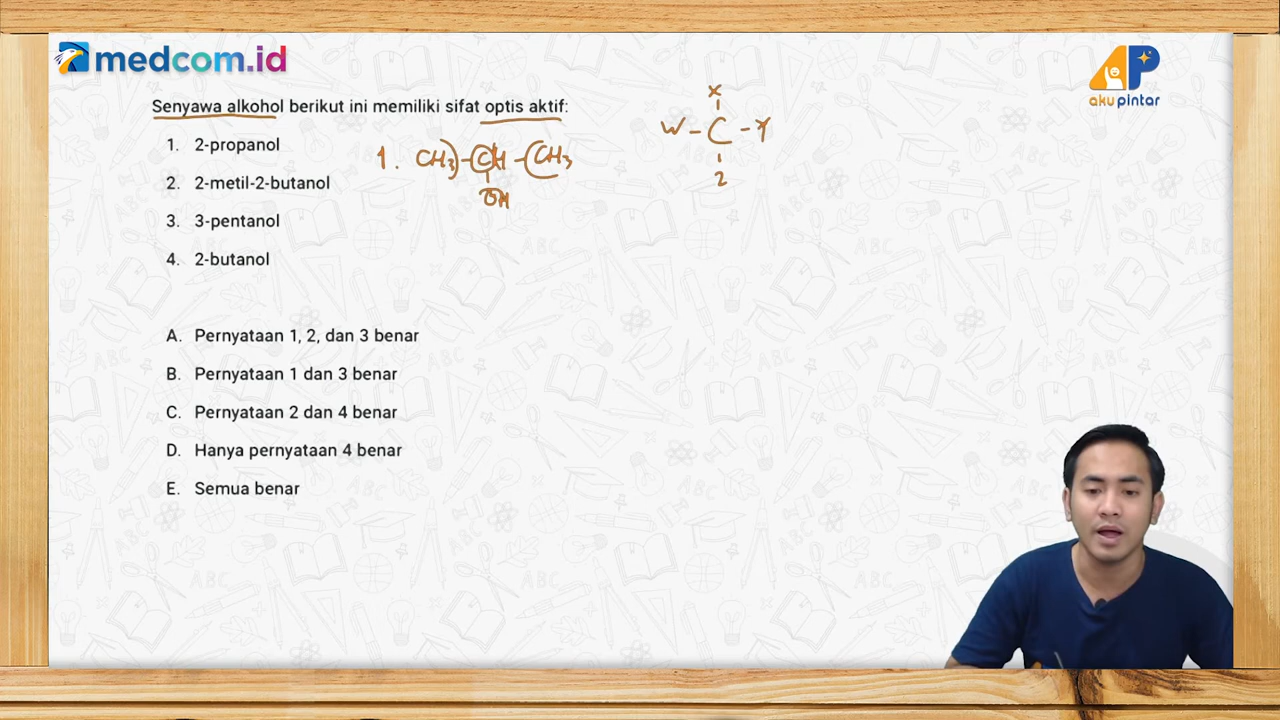 medcom.id
AP
aku pintar
Senyawa alkohol berikut ini memiliki sifat optis aktif:
1. 2-propanol
2. 2-metil-2-butanol
3. 3-pentanol
4. 2-butanol
1. CH3 - CH - CH3
OH
X
W - C - Y
Z
A. Pernyataan 1, 2, dan 3 benar
B. Pernyataan 1 dan 3 benar
C. Pernyataan 2 dan 4 benar
D. Hanya pernyataan 4 benar
E. Semua benar